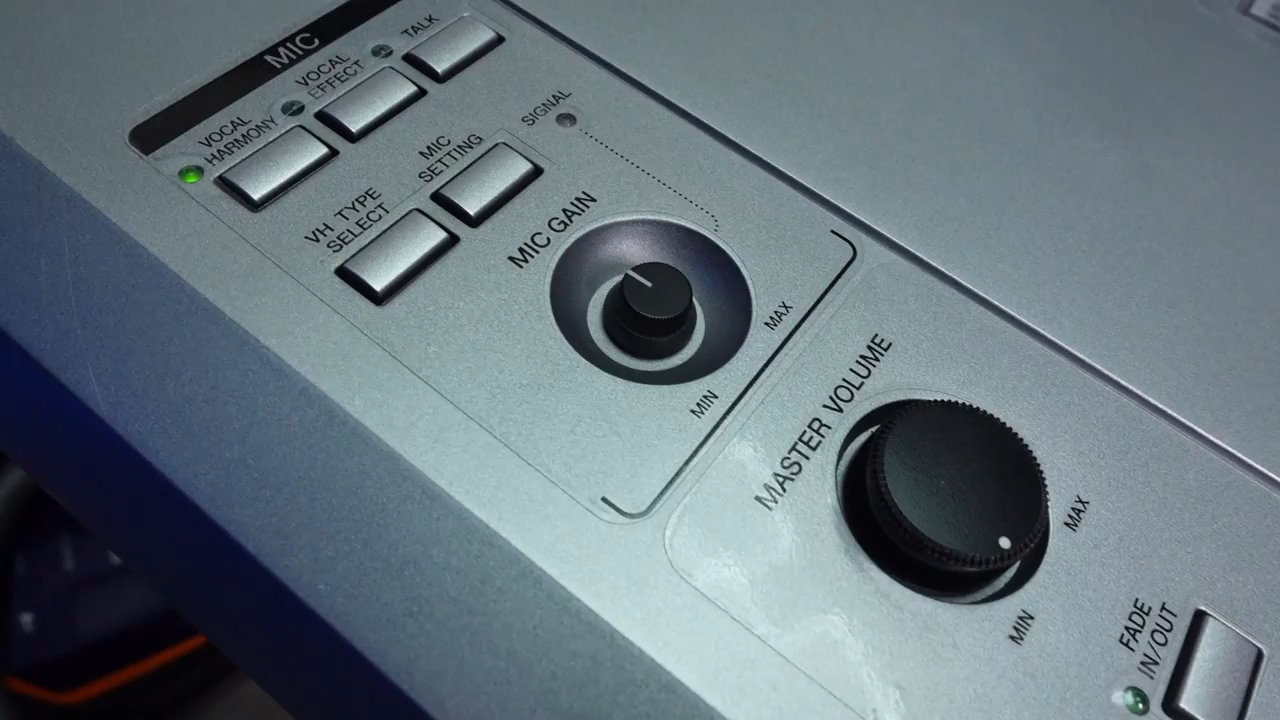 MIC
VOCAL
HARMONY
VOCAL
EFFECT
TALK
VH TYPE
SELECT
MIC
SETTING
SIGNAL
MIC GAIN
MIN
MAX
MASTER VOLUME
MIN
MAX
FADE
IN/OUT